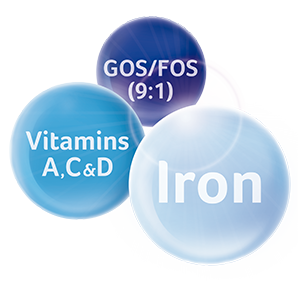 GOS/FOS
(9:1)
Vitamins
A,C&D
Iron